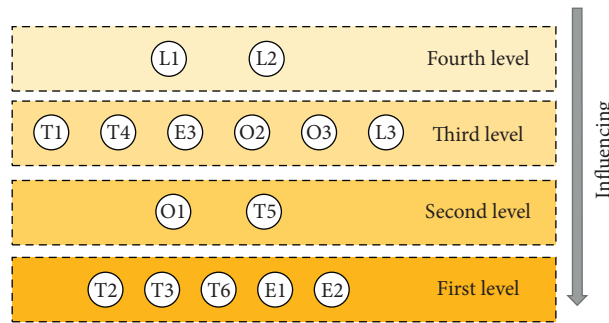 L1 L2 Fourth level
T1 T4 E3 O2 O3 L3 Third level
O1 T5 Second level
T2 T3 T6 E1 E2 First level
Influencing